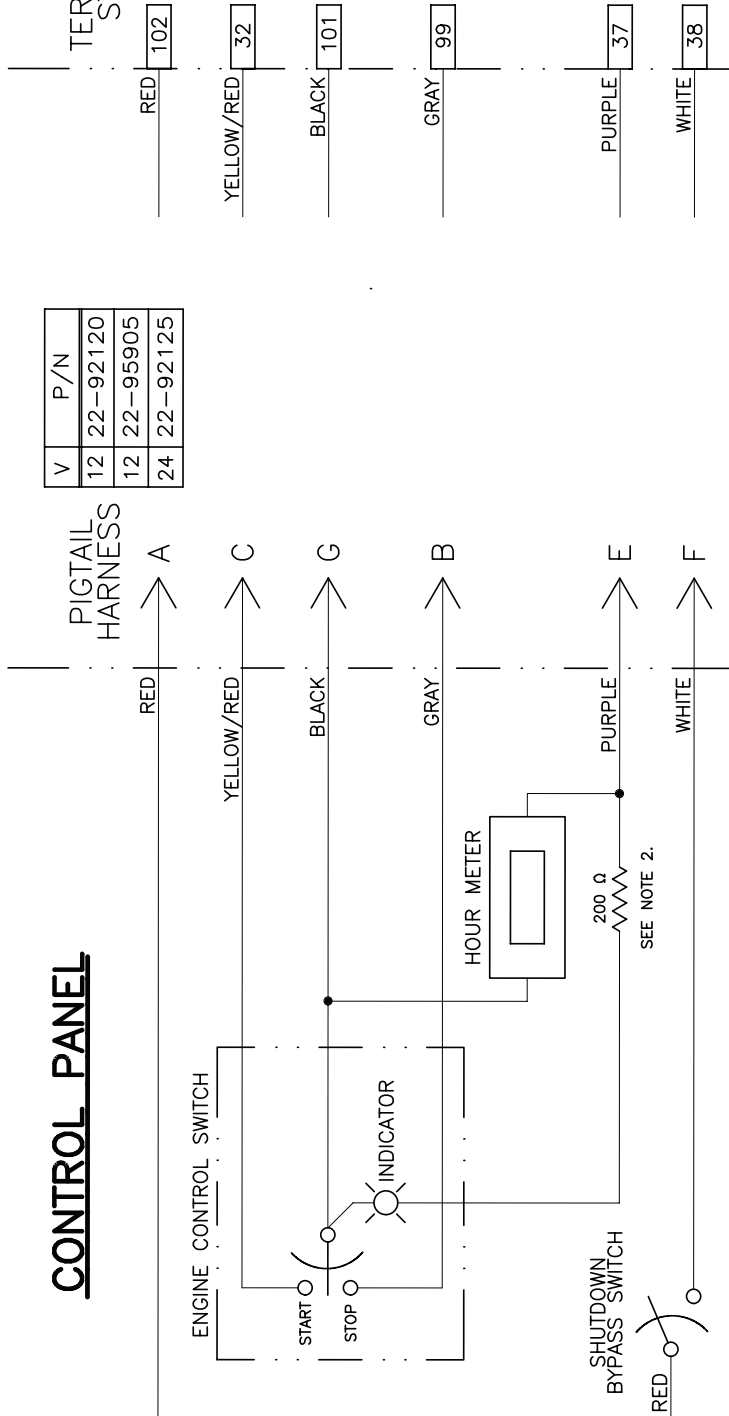 TER
S
102
32
101
99
37
38
RED
YELLOW/RED
BLACK
GRAY
PURPLE
WHITE
V P/N
12 22-92120
12 22-95905
24 22-92125
PIGTAIL
HARNESS
A
C
G
B
E
F
RED
YELLOW/RED
BLACK
GRAY
PURPLE
WHITE
CONTROL PANEL
HOUR METER
200 Ω
SEE NOTE 2.
ENGINE CONTROL SWITCH
INDICATOR
START
STOP
SHUTDOWN
BYPASS SWITCH
RED